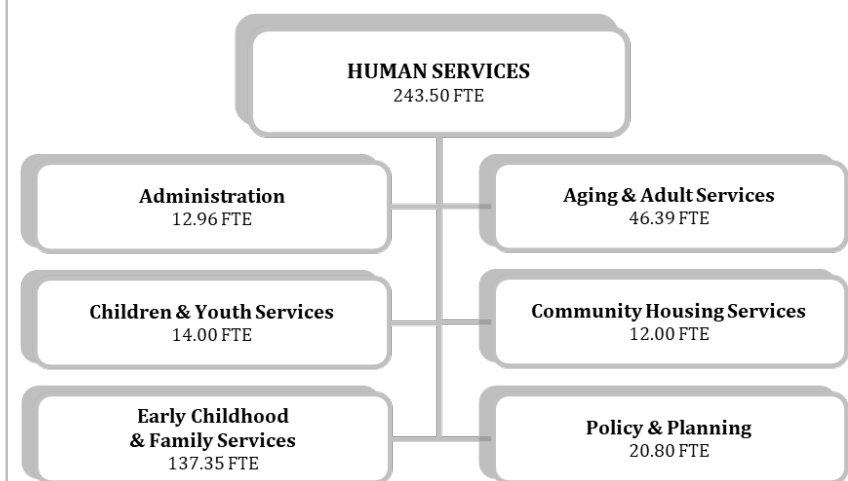 HUMAN SERVICES
243.50 FTE
Administration
12.96 FTE
Aging & Adult Services
46.39 FTE
Children & Youth Services
14.00 FTE
Community Housing Services
12.00 FTE
Early Childhood
& Family Services
137.35 FTE
Policy & Planning
20.80 FTE